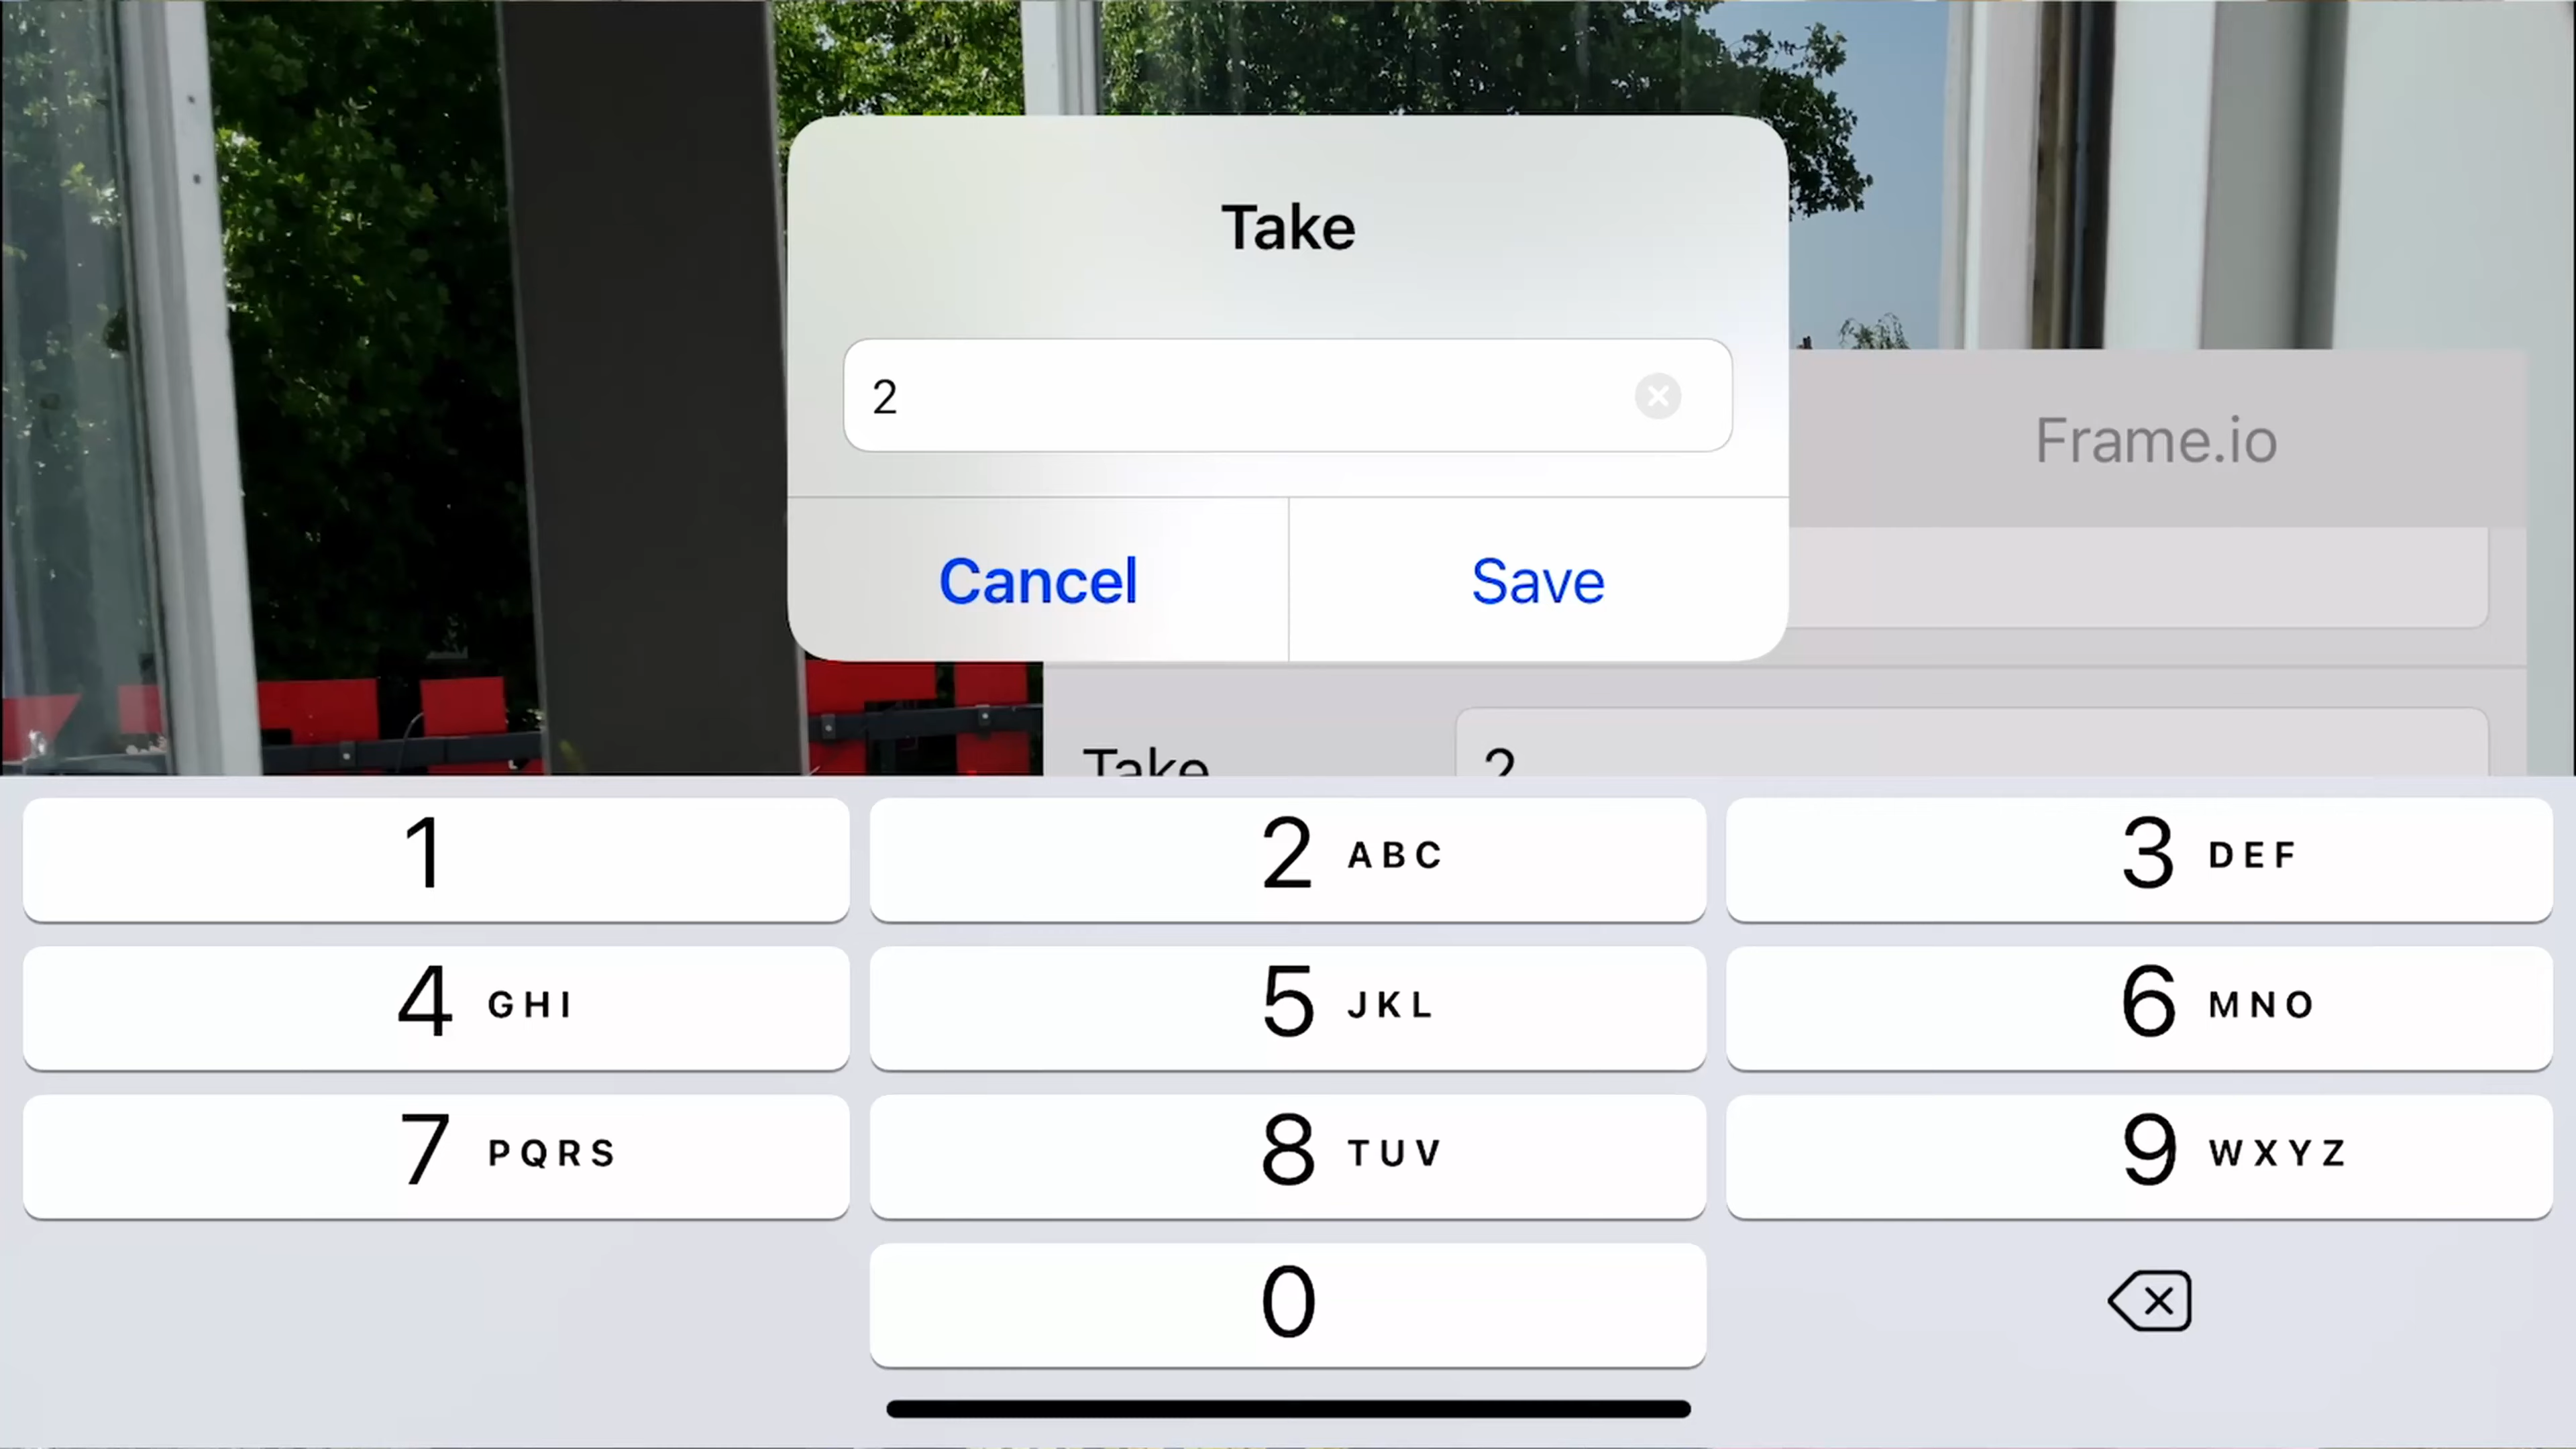 Take
2
Frame.io
Cancel Save
Take 2
1 2 ABC 3 DEF
4 GHI 5 JKL 6 MNO
7 PQRS 8 TUV 9 WXYZ
0